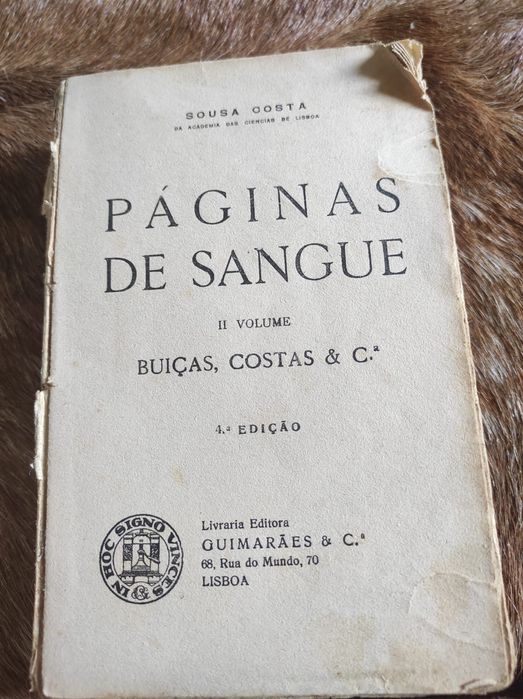 SOUSA COSTA
DA ACADEMIA DAS CIENCIAS DE LISBOA
PÁGINAS
DE SANGUE
II VOLUME
BUIÇAS, COSTAS & C.ª
4.ª EDIÇÃO
IN HOC SIGNO VINCES
&
Livraria Editora
GUIMARÃES & C.ª
68, Rua do Mundo, 70
LISBOA